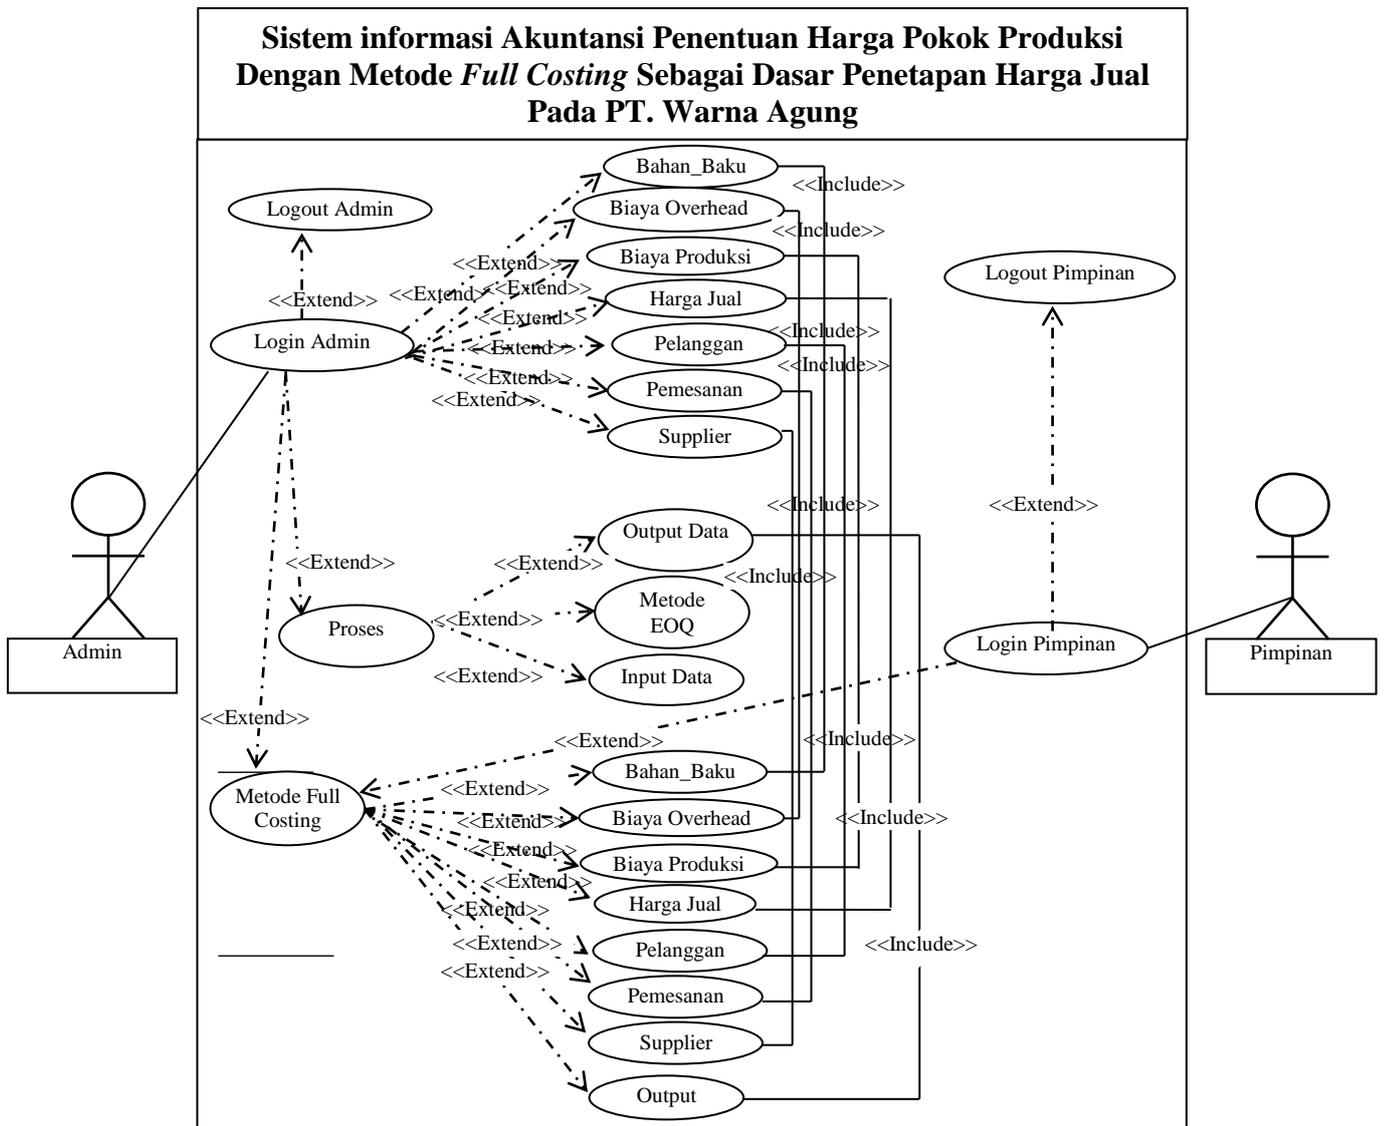 Sistem informasi Akuntansi Penentuan Harga Pokok Produksi
Dengan Metode Full Costing Sebagai Dasar Penetapan Harga Jual
Pada PT. Warna Agung
Bahan_Baku
<<Include>>
Logout Admin
Biaya Overhead
<<Include>>
Biaya Produksi
<<Extend>>
Logout Pimpinan
<<Extend>>
<<Extend>>
<<Extend>>
Harga Jual
<<Extend>>
<<Include>>
Login Admin
Pelanggan
<<Extend>>
<<Include>>
<<Extend>>
Pemesanan
<<Extend>>
Supplier
<<Include>>
<<Extend>>
Output Data
<<Extend>>
<<Extend>>
<<Include>>
Metode
EOQ
<<Extend>>
Proses
Login Pimpinan
Admin
Pimpinan
<<Extend>>
Input Data
<<Extend>>
<<Extend>>
<<Include>>
Bahan_Baku
<<Extend>>
Metode Full
Costing
<<Extend>>
Biaya Overhead
<<Include>>
<<Extend>>
Biaya Produksi
<<Extend>>
Harga Jual
<<Extend>>
<<Extend>>
Pelanggan
<<Include>>
<<Extend>>
Pemesanan
Supplier
Output